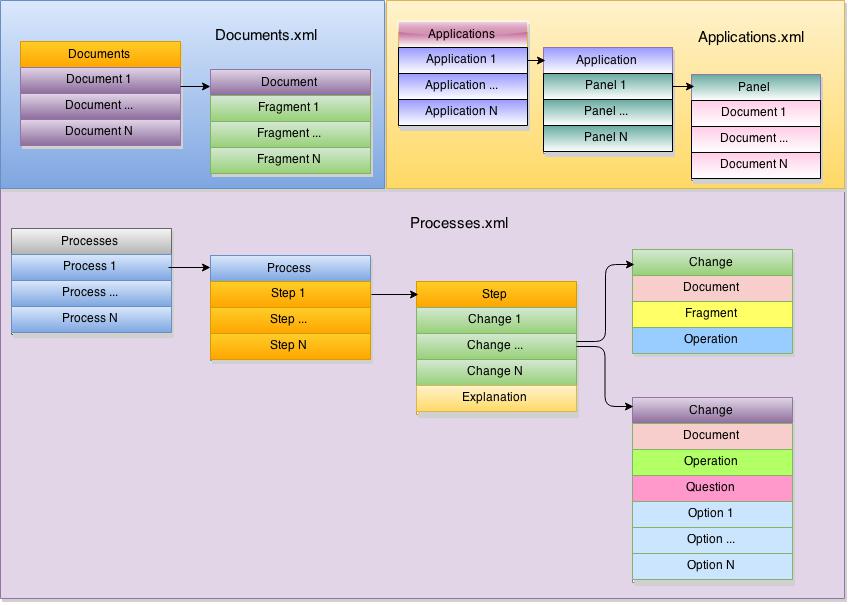 Documents.xml
Documents
Document 1
Document ...
Document N
Document
Fragment 1
Fragment ...
Fragment N
Applications.xml
Applications
Application 1
Application ...
Application N
Application
Panel 1
Panel ...
Panel N
Panel
Document 1
Document ...
Document N
Processes.xml
Processes
Process 1
Process ...
Process N
Process
Step 1
Step ...
Step N
Step
Change 1
Change ...
Change N
Explanation
Change
Document
Fragment
Operation
Change
Document
Operation
Question
Option 1
Option ...
Option N